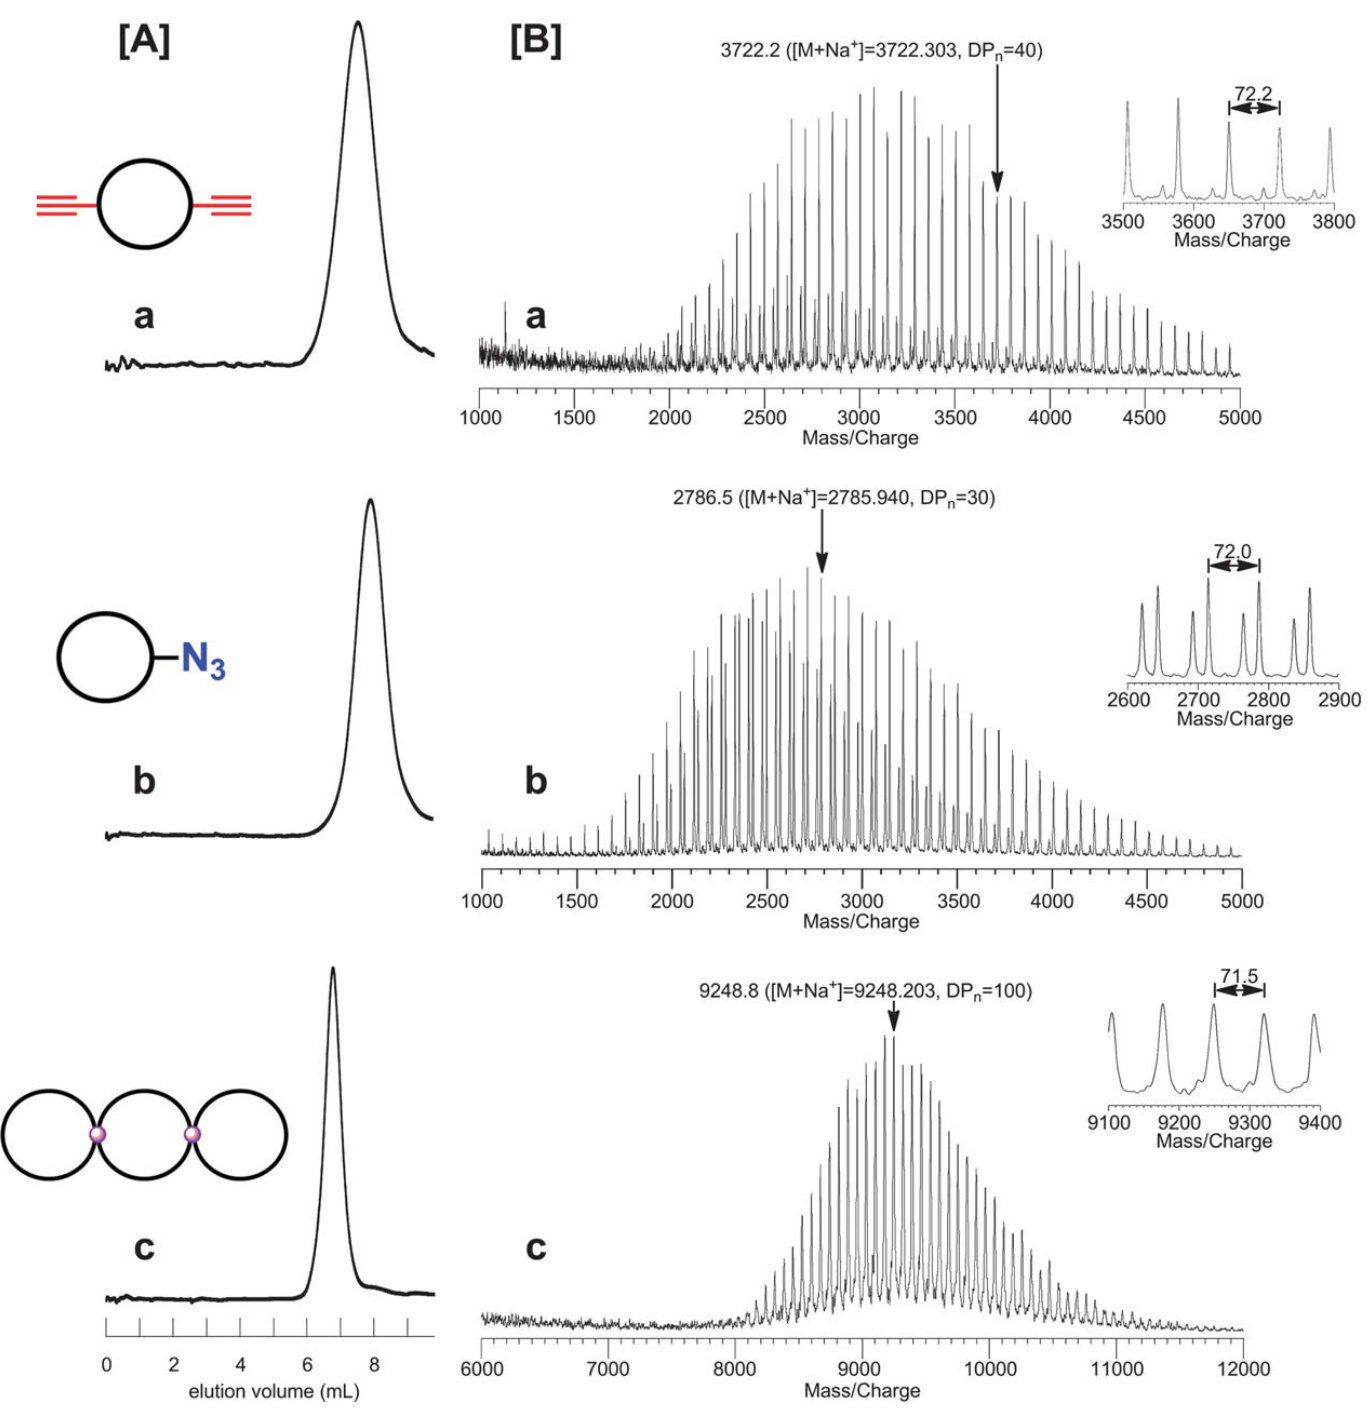 [A]
[B]
3722.2 ([M+Na⁺]=3722.303, DPₙ=40)
72.2
3500 3600 3700 3800
Mass/Charge
a
a
1000 1500 2000 2500 3000 3500 4000 4500 5000
Mass/Charge
2786.5 ([M+Na⁺]=2785.940, DPₙ=30)
72.0
N₃
2600 2700 2800 2900
Mass/Charge
b
b
1000 1500 2000 2500 3000 3500 4000 4500 5000
Mass/Charge
9248.8 ([M+Na⁺]=9248.203, DPₙ=100)
71.5
9100 9200 9300 9400
Mass/Charge
c
c
0 2 4 6 8
elution volume (mL)
6000 7000 8000 9000 10000 11000 12000
Mass/Charge